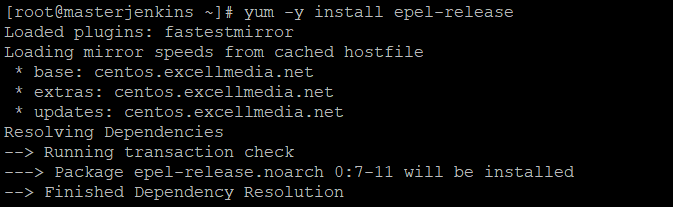 [root@masterjenkins ~]# yum -y install epel-release
Loaded plugins: fastestmirror
Loading mirror speeds from cached hostfile
 * base: centos.excellmedia.net
 * extras: centos.excellmedia.net
 * updates: centos.excellmedia.net
Resolving Dependencies
--> Running transaction check
---> Package epel-release.noarch 0:7-11 will be installed
--> Finished Dependency Resolution